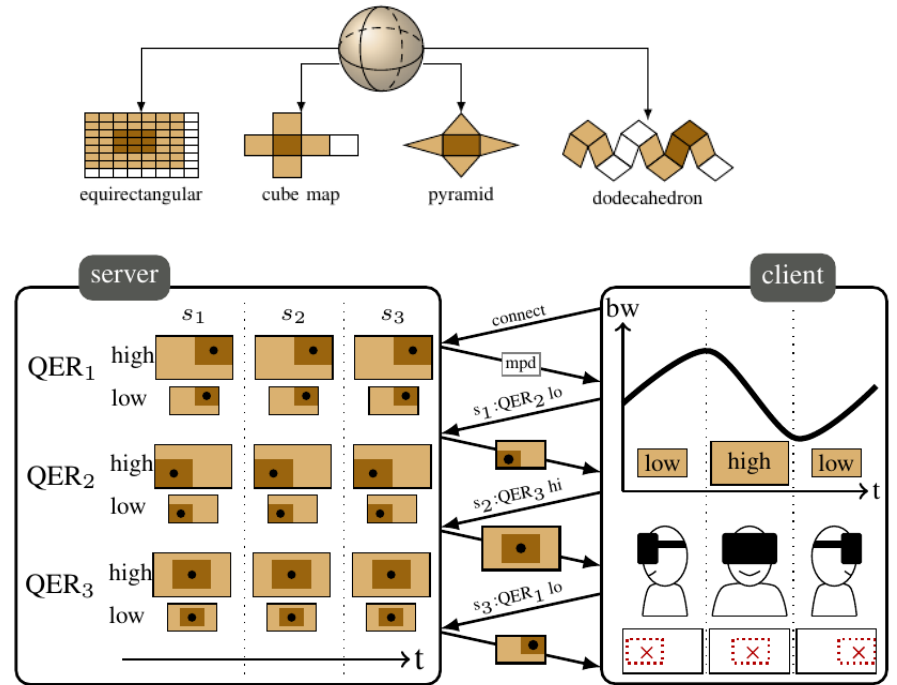 equirectangular
cube map
pyramid
dodecahedron
server
client
s1 s2 s3
QER1
high
low
QER2
high
low
QER3
high
low
t
connect
mpd
s1:QER2 lo
s2:QER3 hi
s3:QER1 lo
bw
low
high
low
t